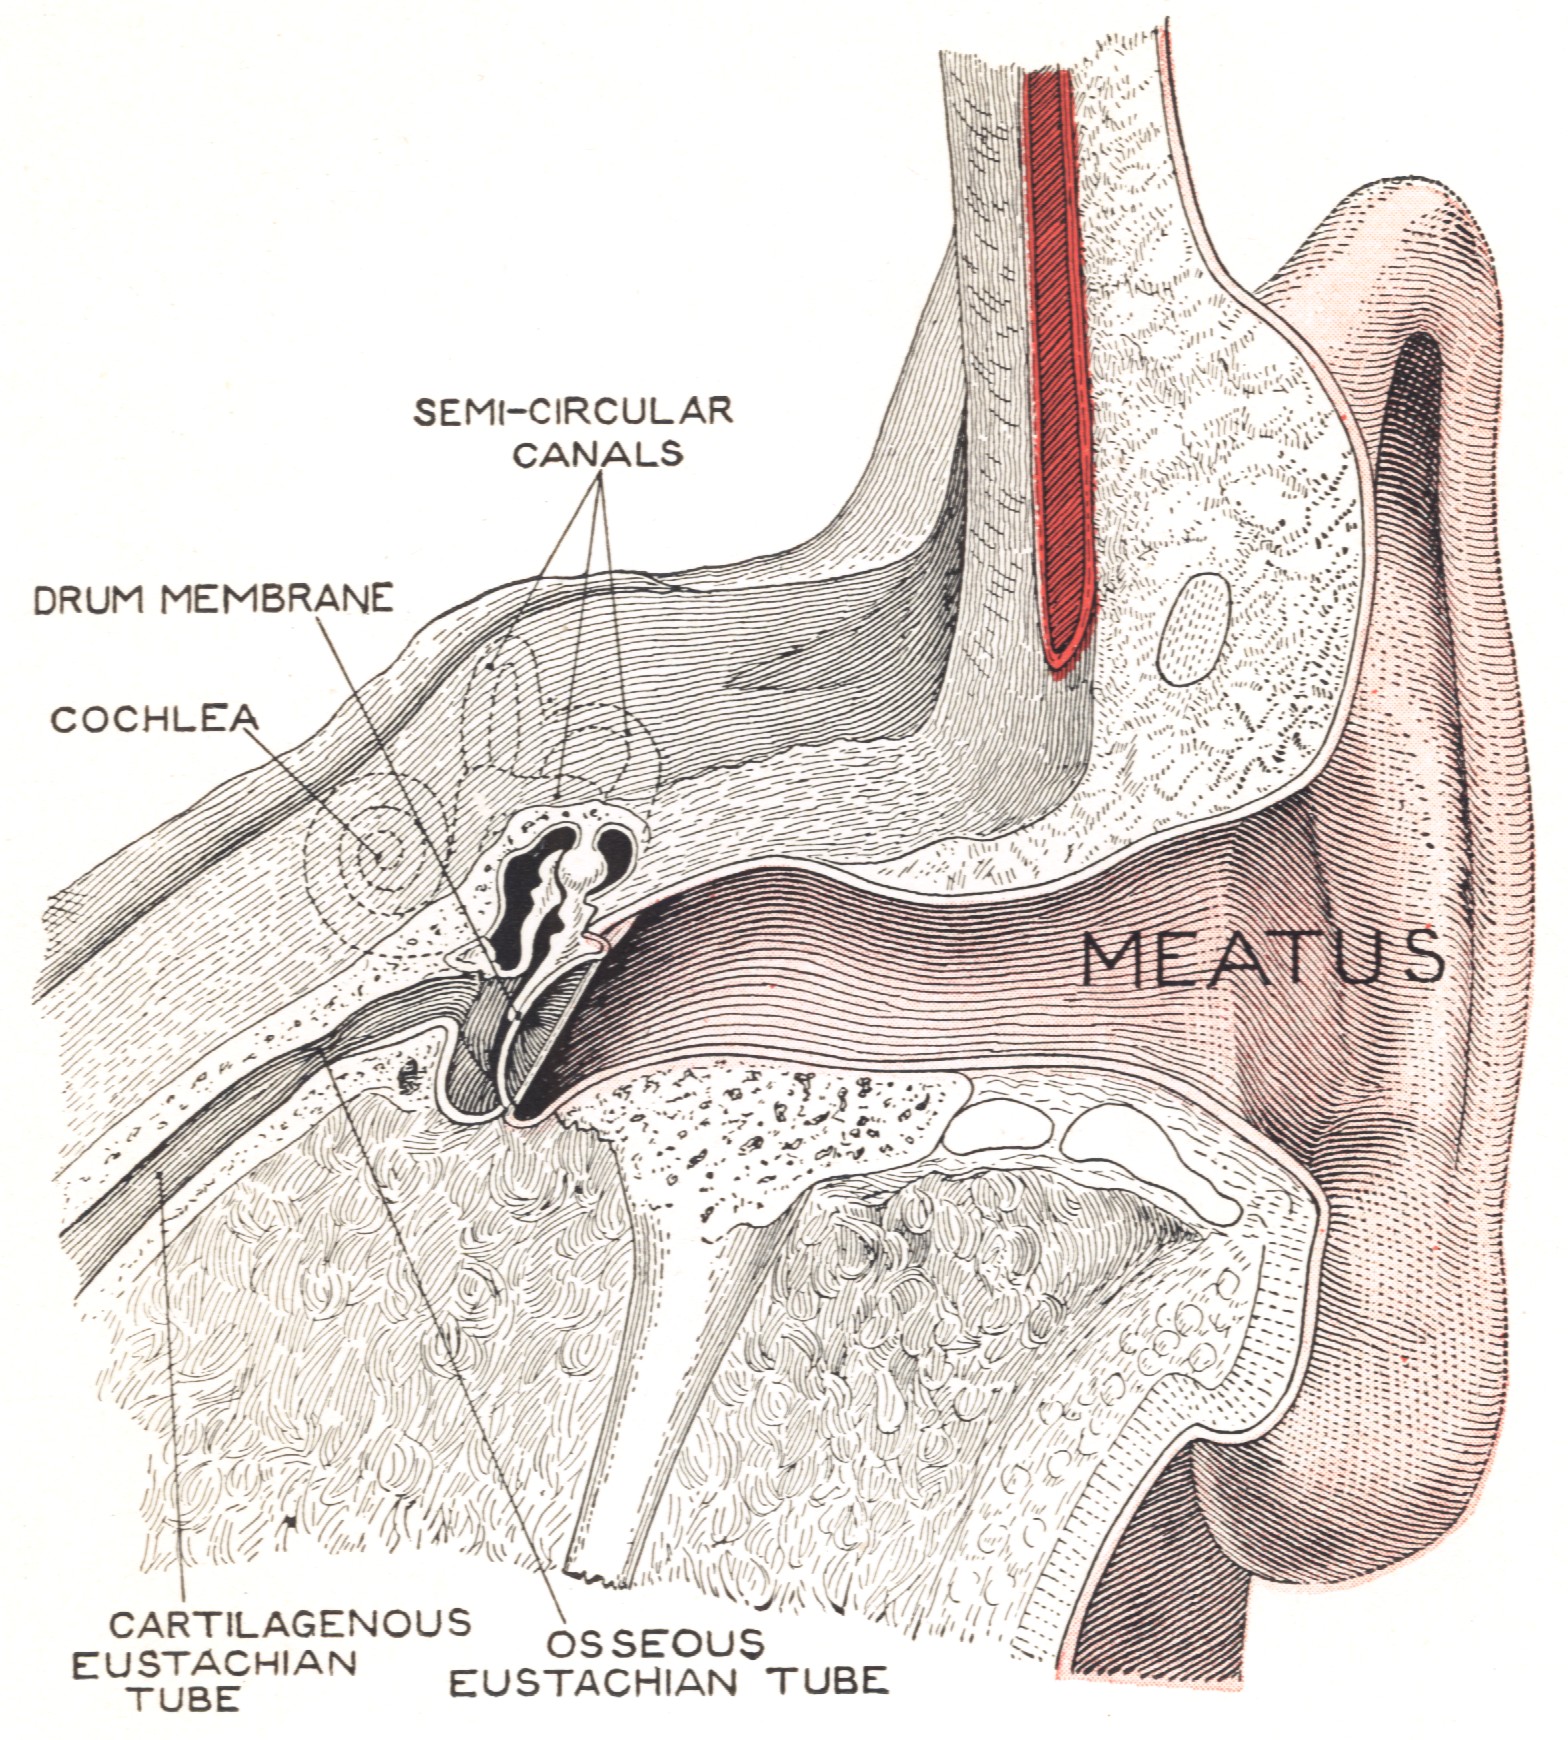 SEMI-CIRCULAR
CANALS
DRUM MEMBRANE
COCHLEA
MEATUS
CARTILAGENOUS
EUSTACHIAN
TUBE
OSSEOUS
EUSTACHIAN TUBE